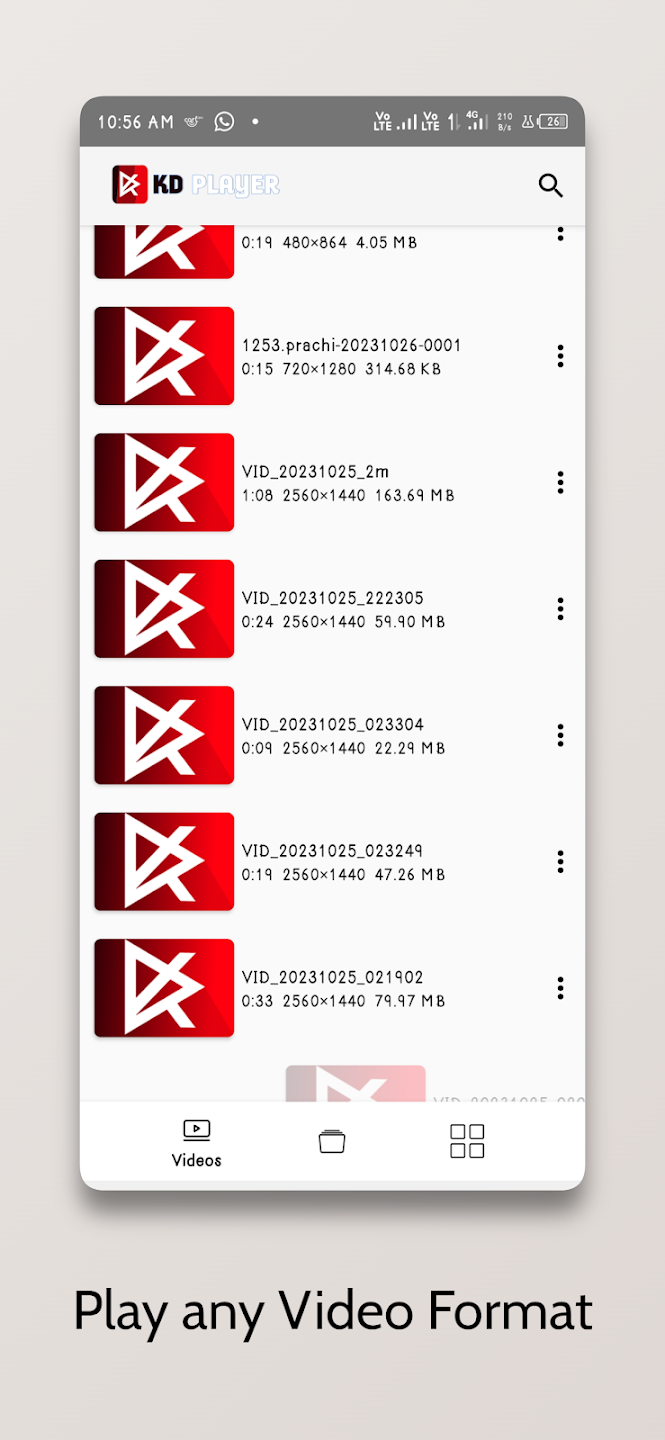 10:56 AM
Vo LTE Vo LTE 4G 210 B/s 26
KD PLAYER
0:19 480×864 4.05 MB
1253.prachi-20231026-0001
0:15 720×1280 314.68 KB
VID_20231025_2m
1:08 2560×1440 163.69 MB
VID_20231025_222305
0:24 2560×1440 59.90 MB
VID_20231025_023304
0:09 2560×1440 22.29 MB
VID_20231025_023249
0:19 2560×1440 47.26 MB
VID_20231025_021902
0:33 2560×1440 79.97 MB
Videos
Play any Video Format